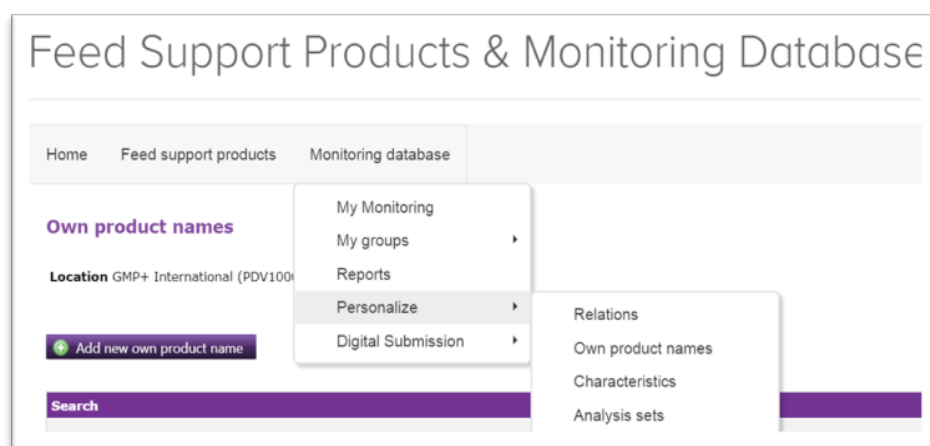 Feed Support Products & Monitoring Database
Home Feed support products Monitoring database
My Monitoring
My groups
Reports
Personalize
Digital Submission
Relations
Own product names
Characteristics
Analysis sets
Own product names
Location GMP+ International
Add new own product name
Search